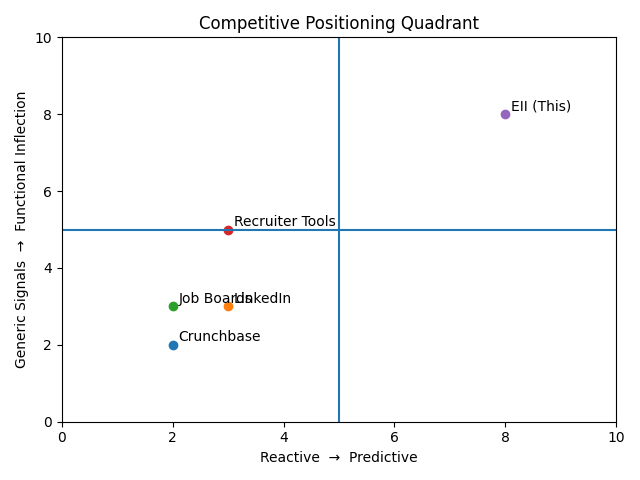 Competitive Positioning Quadrant
10
8
6
4
2
0
Generic Signals → Functional Inflection
EII (This)
Recruiter Tools
Job Boards
LinkedIn
Crunchbase
0 2 4 6 8 10
Reactive → Predictive